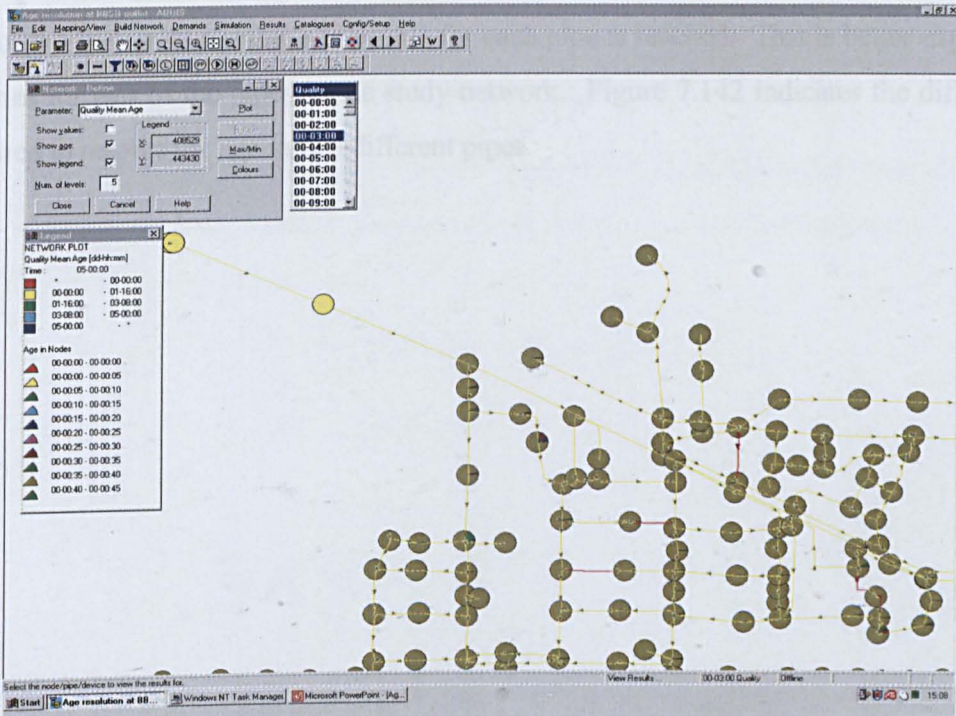 Age resolution at BBSR outlet - AQUIS
File Edit Mapping/View Build Network Demands Simulation Results Catalogues Config/Setup Help
Network - Define
Parameter: Quality Mean Age
Plot
Show values:
Legend
Show age:
X: 408529
Show legend:
Y: 443430
Max/Min
Num. of levels: 5
Colours
Close Cancel Help
Quality
00-00:00
00-01:00
00-02:00
00-03:00
00-04:00
00-05:00
00-06:00
00-07:00
00-08:00
00-09:00
study network. Figure 7.142 indicates the
different pipes
Legend
NETWORK PLOT
Quality Mean Age [dd-hh:mm]
Time : 05-00:00
- - 00-00:00
00-00:00 - 01-16:00
01-16:00 - 03-08:00
03-08:00 - 05-00:00
05-00:00 - -
Age in Nodes
00-00:00 - 00-00:00
00-00:00 - 00-00:05
00-00:05 - 00-00:10
00-00:10 - 00-00:15
00-00:15 - 00-00:20
00-00:20 - 00-00:25
00-00:25 - 00-00:30
00-00:30 - 00-00:35
00-00:35 - 00-00:40
00-00:40 - 00-00:45
Select the node/pipe/device to view the results for.
View Results... 00-03:00 Quality Offline
Start Age resolution at BB... Windows NT Task Manager Microsoft PowerPoint - [Ag... 15:08